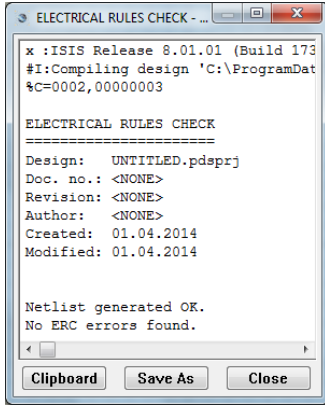 ELECTRICAL RULES CHECK - ...
x :ISIS Release 8.01.01 (Build 173
#I:Compiling design 'C:\ProgramDat
%C=0002,00000003
ELECTRICAL RULES CHECK
======================
Design: UNTITLED.pdsprj
Doc. no.: <NONE>
Revision: <NONE>
Author: <NONE>
Created: 01.04.2014
Modified: 01.04.2014
Netlist generated OK.
No ERC errors found.
Clipboard Save As Close